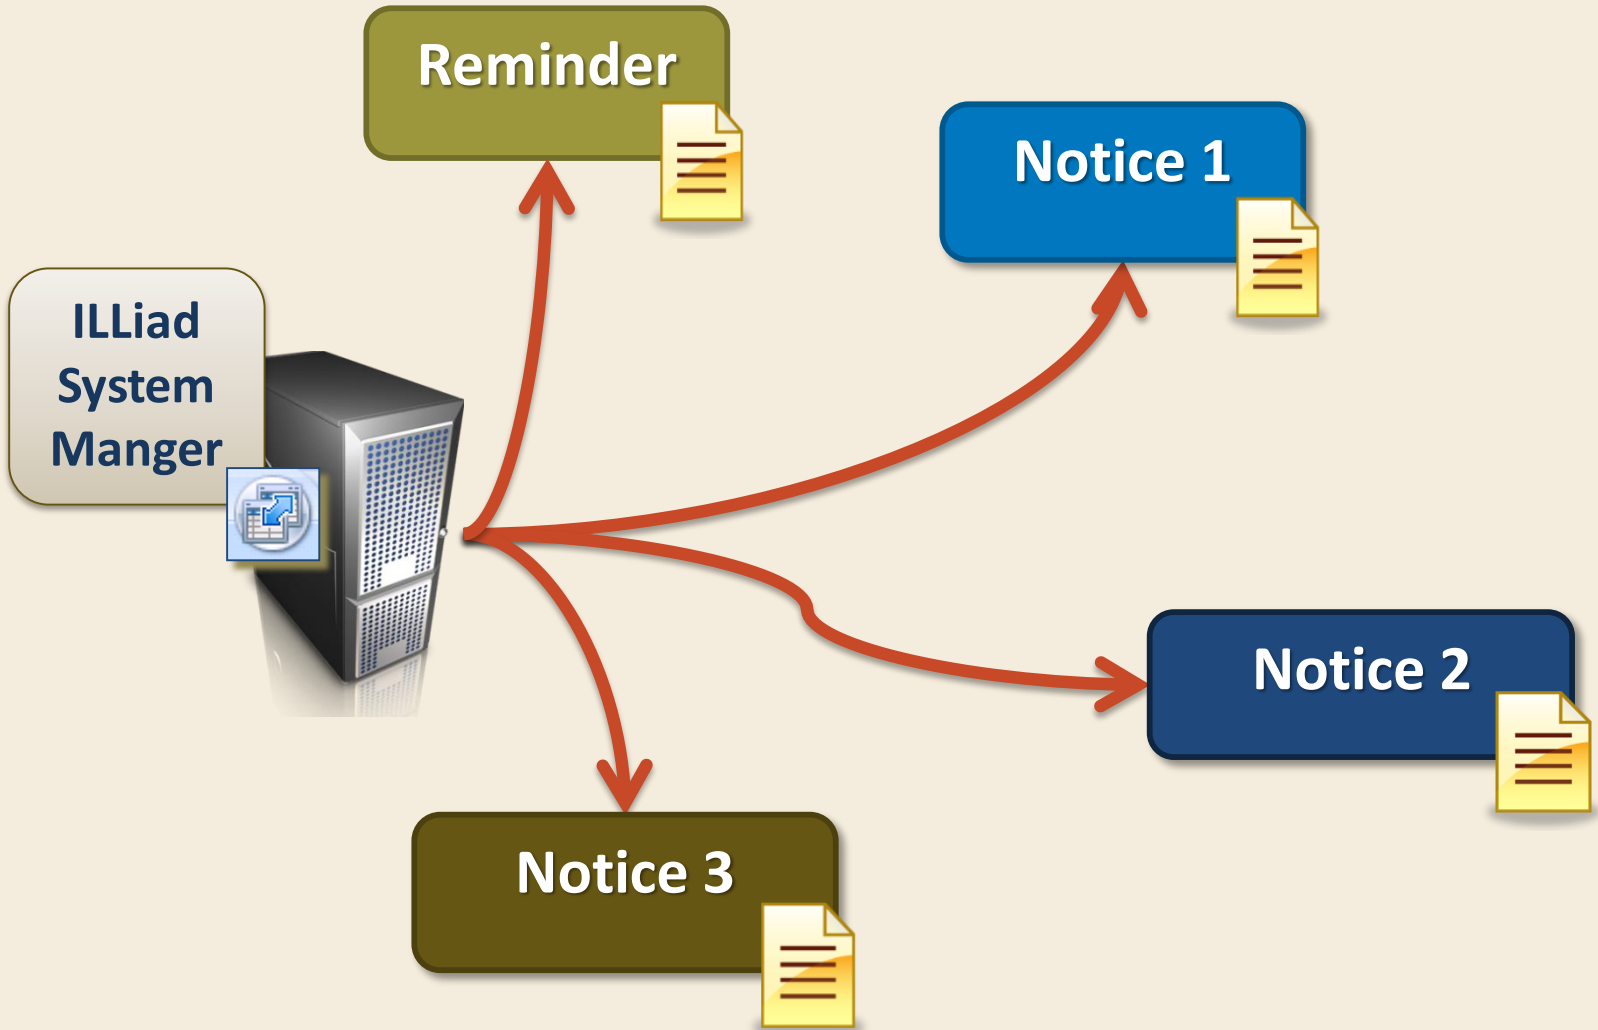 Reminder
Notice 1
ILLiad
System
Manger
Notice 2
Notice 3